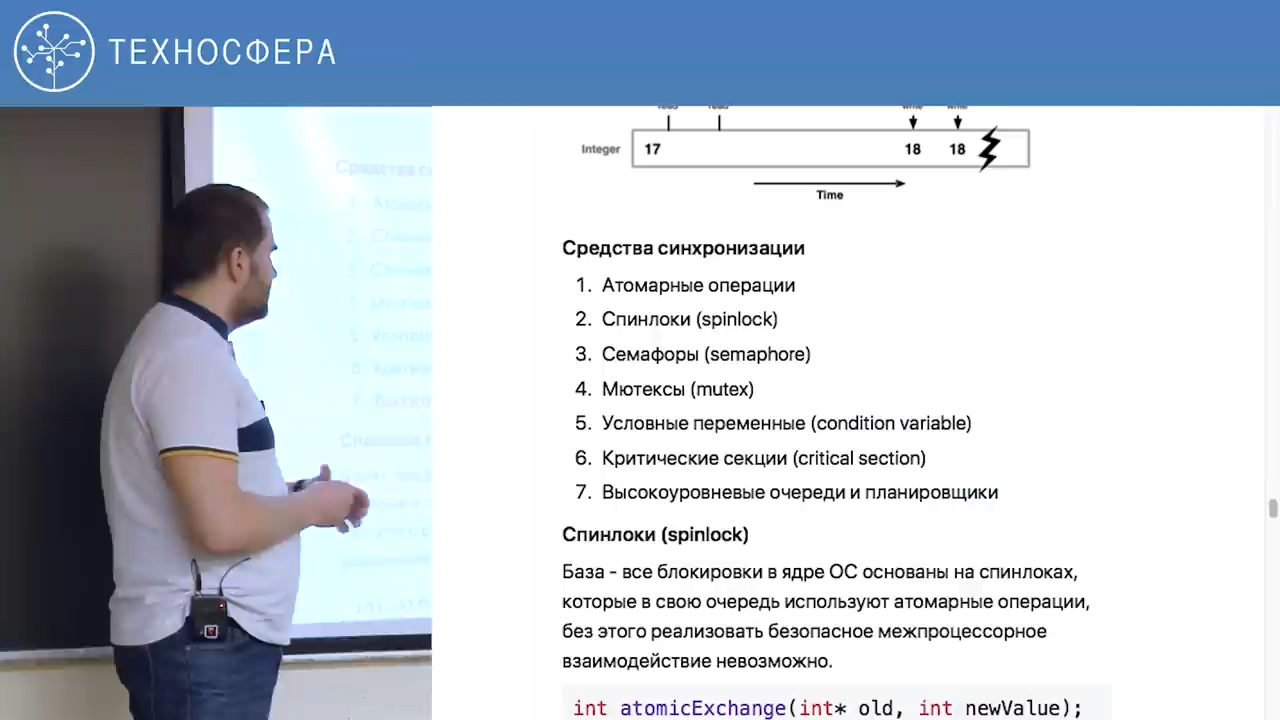 ТЕХНОСФЕРА
Integer 17 18 18
Time
Средства синхронизации
1. Атомарные операции
2. Спинлоки (spinlock)
3. Семафоры (semaphore)
4. Мютексы (mutex)
5. Условные переменные (condition variable)
6. Критические секции (critical section)
7. Высокоуровневые очереди и планировщики
Спинлоки (spinlock)
База - все блокировки в ядре ОС основаны на спинлоках,
которые в свою очередь используют атомарные операции,
без этого реализовать безопасное межпроцессорное
взаимодействие невозможно.
int atomicExchange(int* old, int newValue);